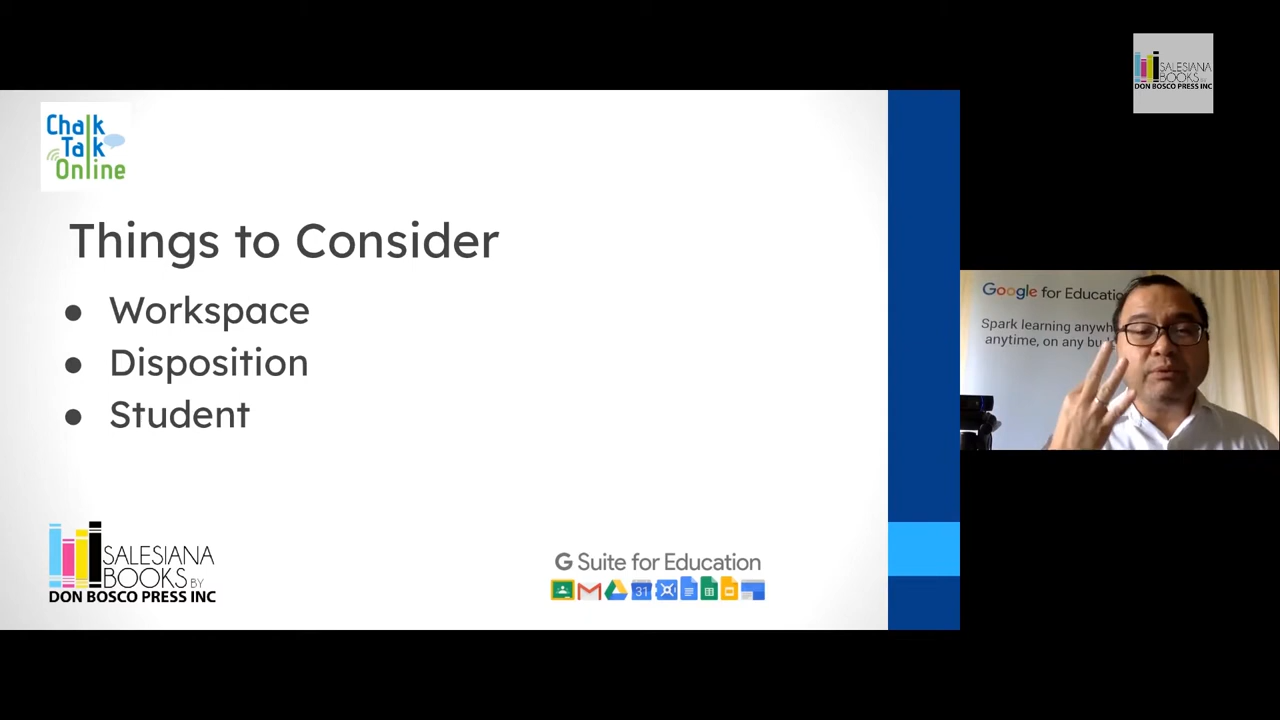 Chalk
Talk
Online
Things to Consider
● Workspace
● Disposition
● Student
SALESIANA
BOOKS BY
DON BOSCO PRESS INC
G Suite for Education
31
SALESIANA
BOOKS BY
DON BOSCO PRESS INC
Google for Educatio
Spark learning anywh
anytime, on any bu